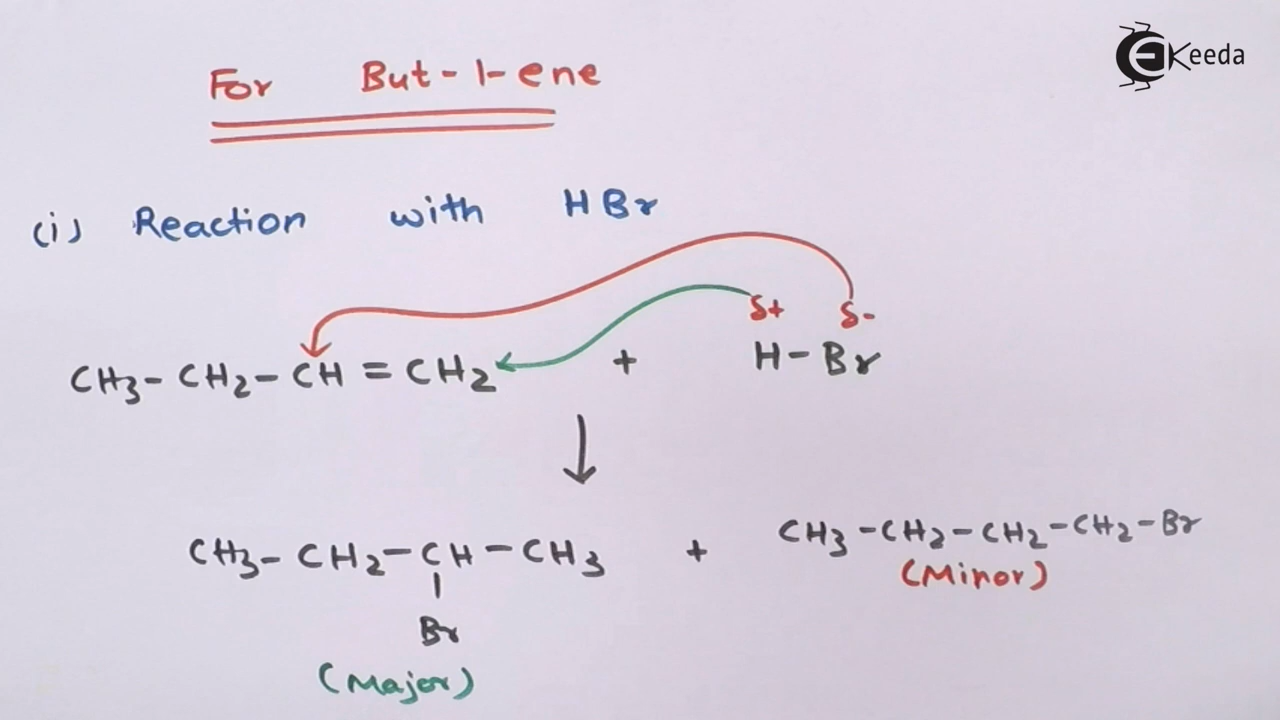 For But-1-ene
EKeeda
(i) Reaction with HBr
δ+ δ-
CH3-CH2-CH=CH2 + H-Br
CH3-CH2-CH-CH3 + CH3-CH2-CH2-CH2-Br
(Minor)
Br
(Major)